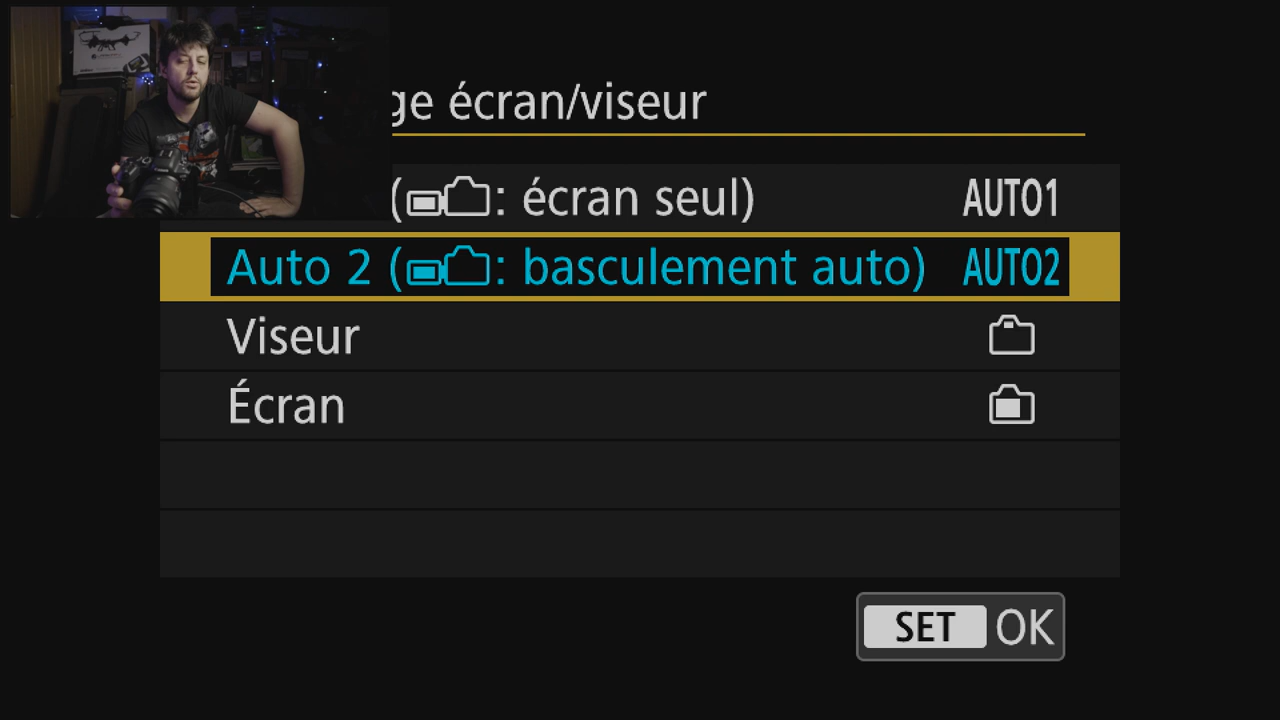 ge écran/viseur
(: écran seul) AUTO1
Auto 2 (: basculement auto) AUTO2
Viseur
Écran
SET OK